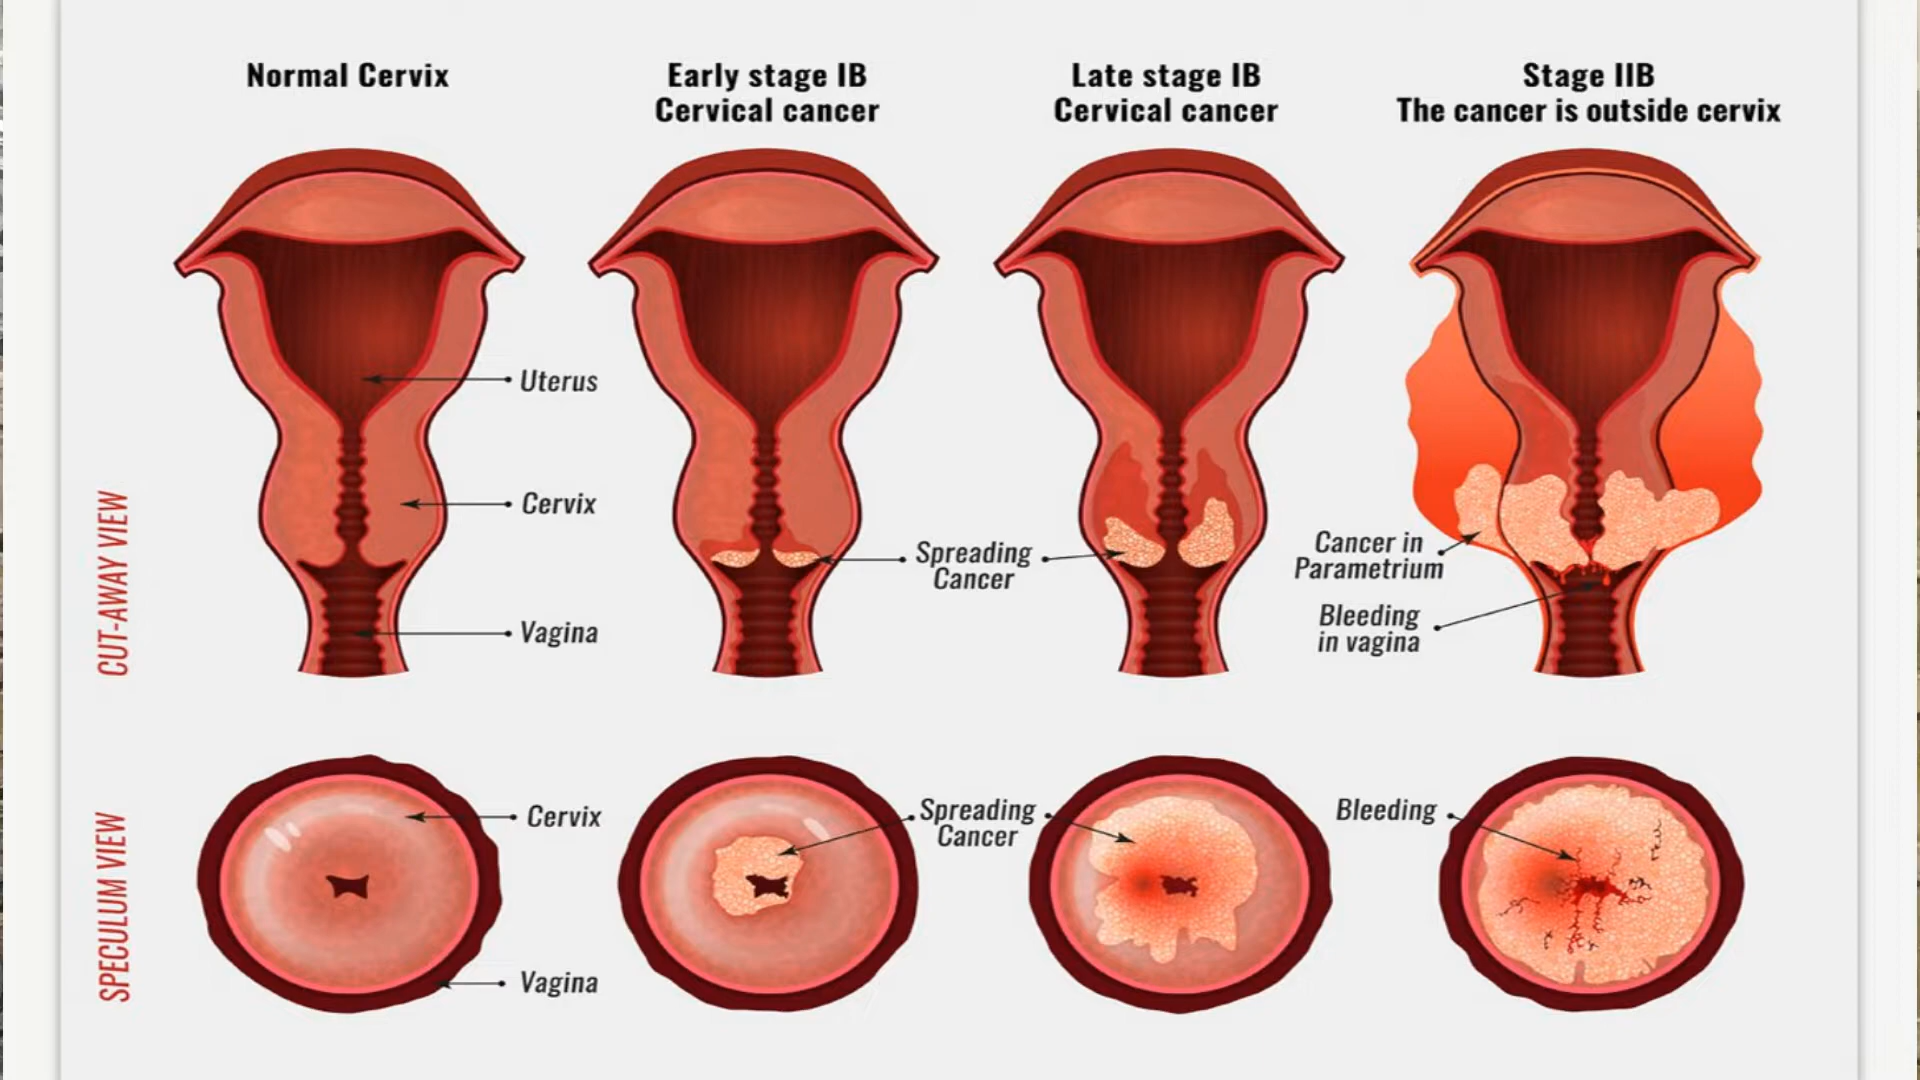 Normal Cervix
Early stage IB
Cervical cancer
Late stage IB
Cervical cancer
Stage IIB
The cancer is outside cervix
CUT-AWAY VIEW
Uterus
Cervix
Vagina
Spreading
Cancer
Cancer in
Parametrium
Bleeding
in vagina
SPECULUM VIEW
Cervix
Vagina
Spreading
Cancer
Bleeding